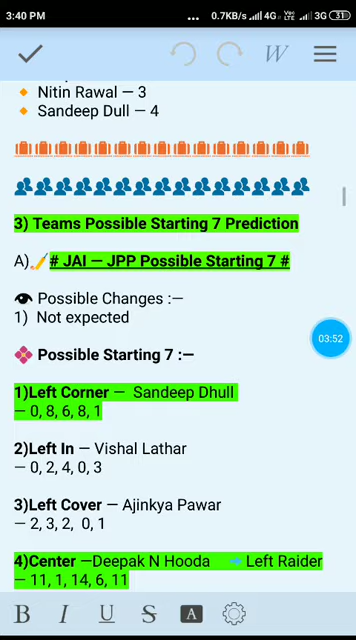 3:40 PM ... 0.7KB/s 4G Vo) LTE 3G 31
W
Nitin Rawal — 3
Sandeep Dull — 4
3) Teams Possible Starting 7 Prediction
A) # JAI — JPP Possible Starting 7 #
Possible Changes :—
1) Not expected
Possible Starting 7 :—
1)Left Corner — Sandeep Dhull
— 0, 8, 6, 8, 1
03:52
2)Left In — Vishal Lathar
— 0, 2, 4, 0, 3
3)Left Cover — Ajinkya Pawar
— 2, 3, 2, 0, 1
4)Center —Deepak N Hooda Left Raider
— 11, 1, 14, 6, 11
B I U S A